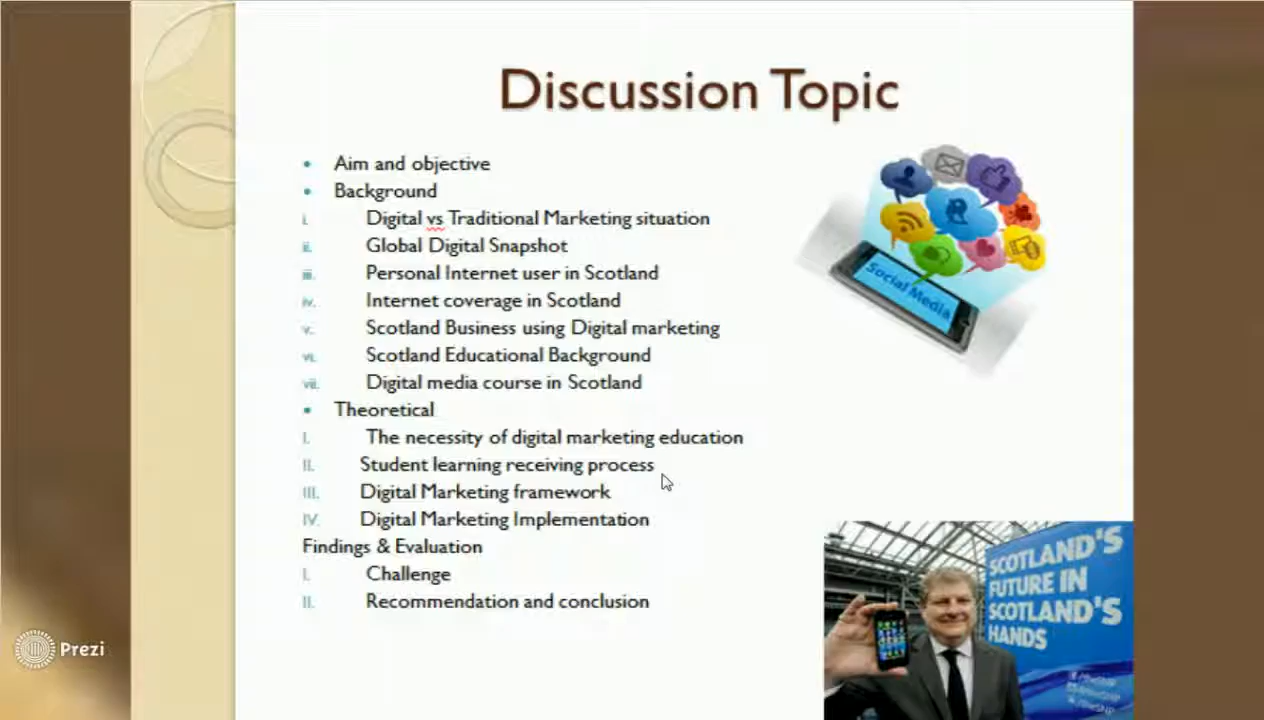 Discussion Topic
• Aim and objective
• Background
i. Digital vs Traditional Marketing situation
ii. Global Digital Snapshot
iii. Personal Internet user in Scotland
iv. Internet coverage in Scotland
v. Scotland Business using Digital marketing
vi. Scotland Educational Background
vii. Digital media course in Scotland
• Theoretical
I. The necessity of digital marketing education
II. Student learning receiving process
III. Digital Marketing framework
IV. Digital Marketing Implementation
Findings & Evaluation
I. Challenge
II. Recommendation and conclusion
Social Media
SCOTLAND'S
FUTURE IN
SCOTLAND'S
HANDS
Prezi